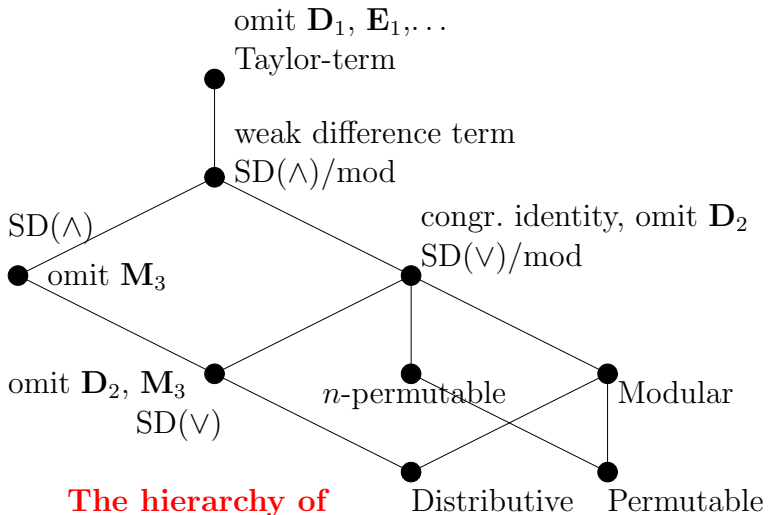 omit D₁, E₁,…
Taylor-term
weak difference term
SD(∧)/mod
SD(∧)
congr. identity, omit D₂
SD(∨)/mod
omit M₃
omit D₂, M₃
n-permutable
Modular
SD(∨)
The hierarchy of
Distributive
Permutable